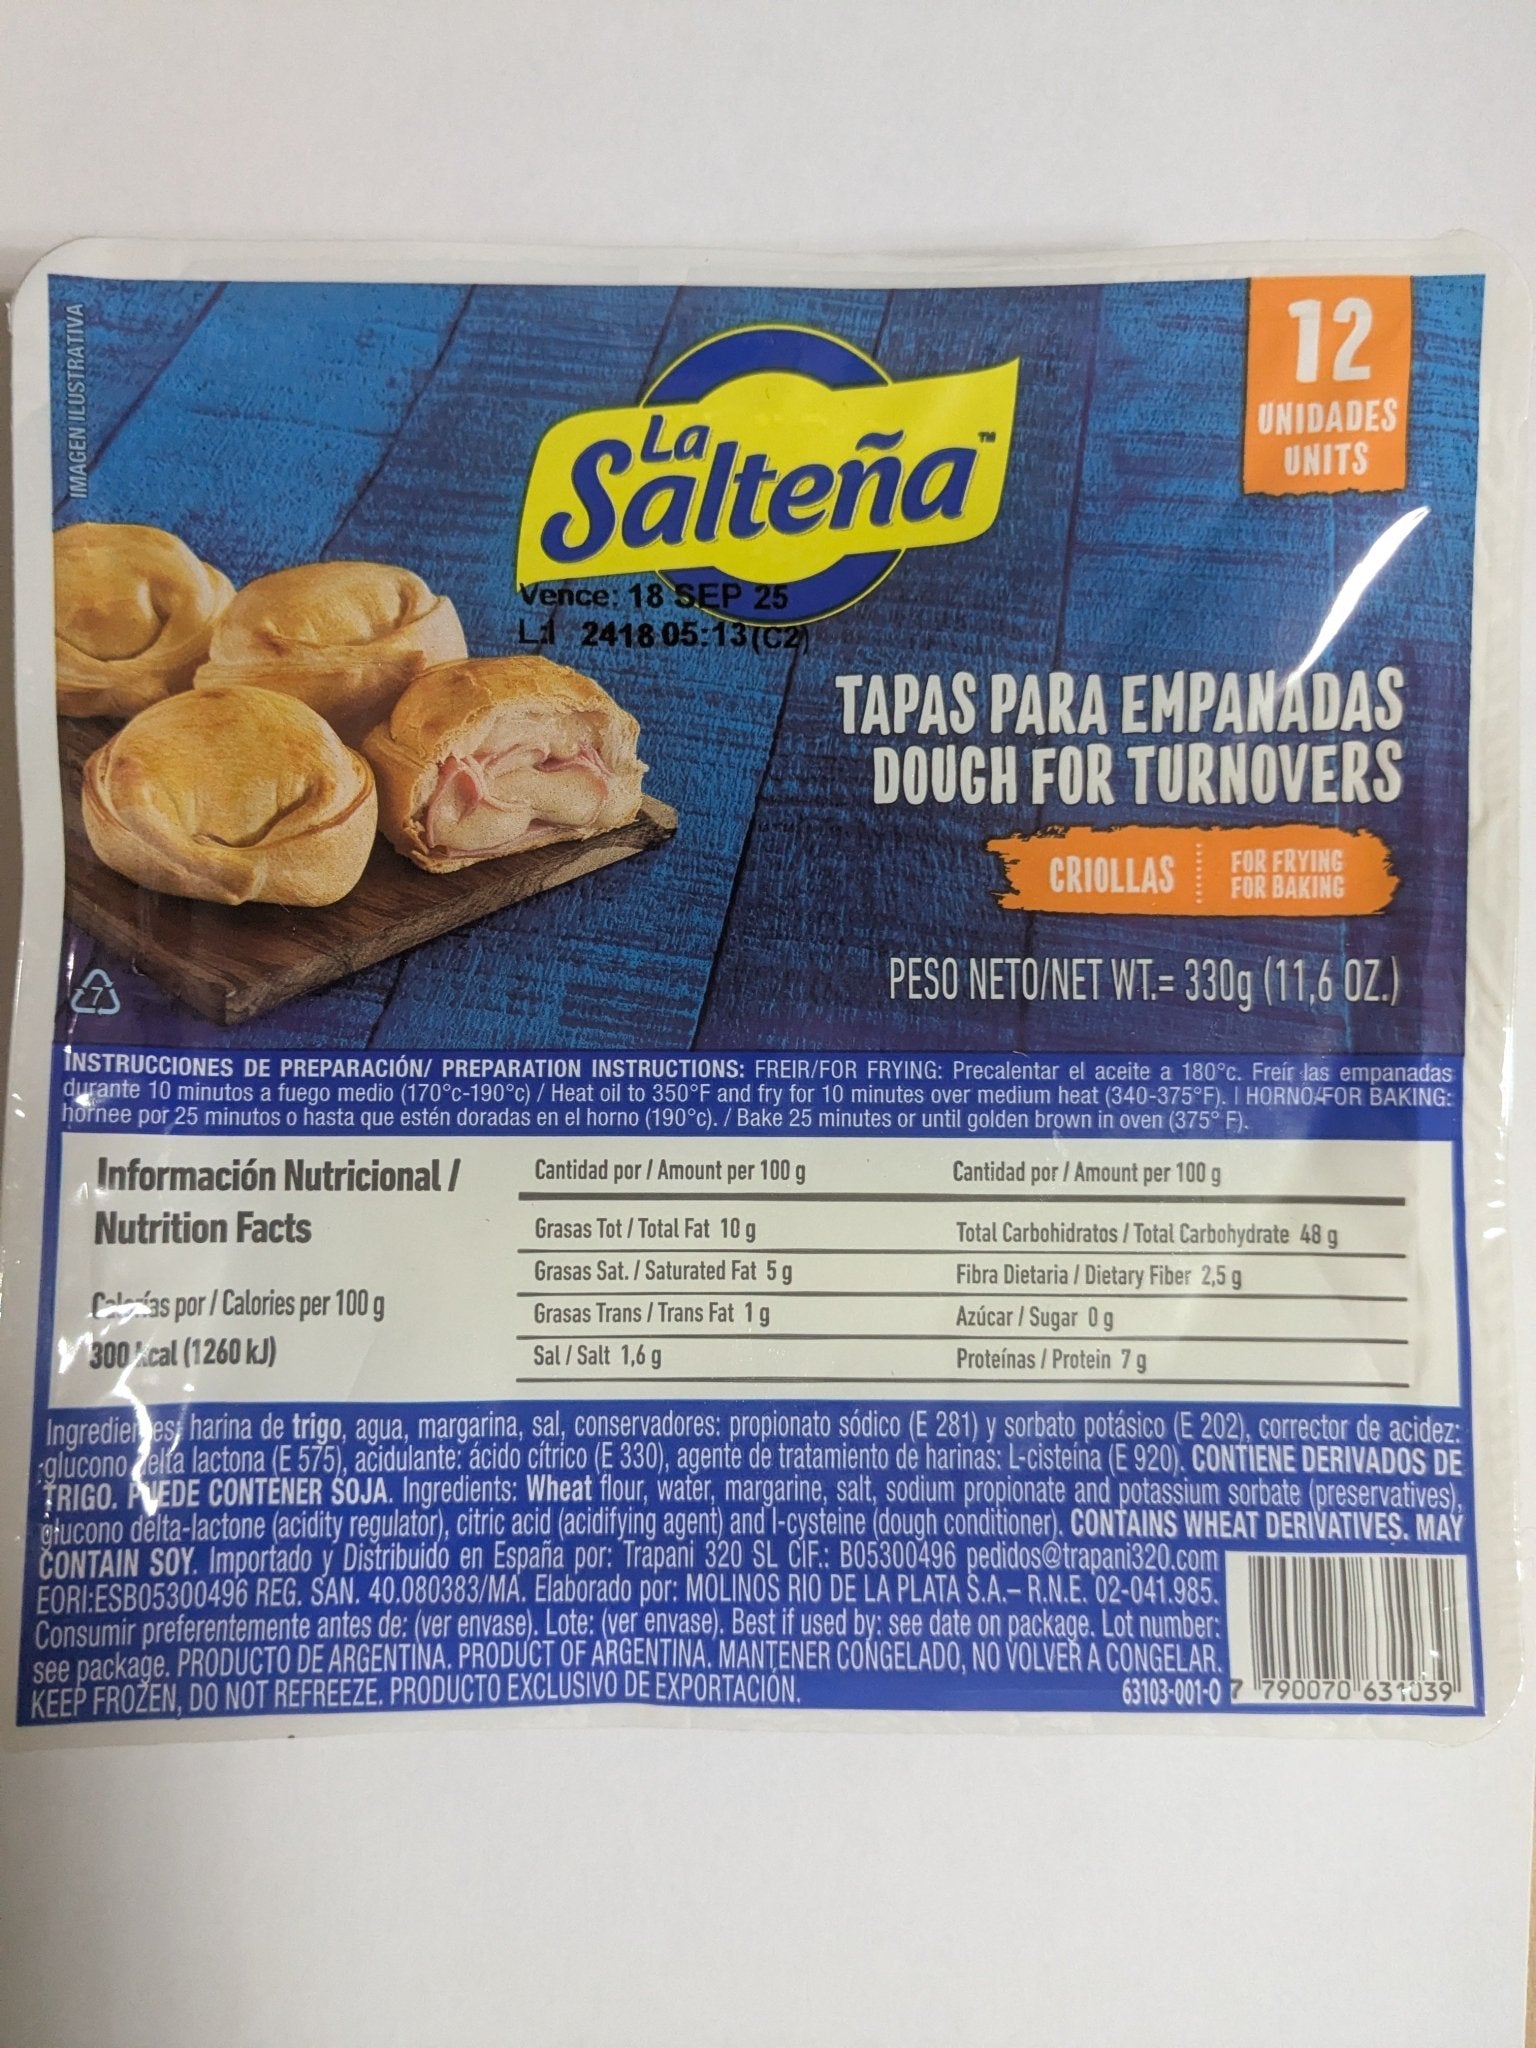 IMAGEN ILUSTRATIVA
12
UNIDADES
UNITS
La
Salteña™
Vence: 18 SEP 25
L:1 2418 05:13(C2)
TAPAS PARA EMPANADAS
DOUGH FOR TURNOVERS
CRIOLLAS
FOR FRYING
FOR BAKING
PESO NETO/NET WT.= 330g (11,6 OZ.)
7
INSTRUCCIONES DE PREPARACIÓN/ PREPARATION INSTRUCTIONS: FREIR/FOR FRYING: Precalentar el aceite a 180°c. Freír las empanadas
durante 10 minutos a fuego medio (170°c-190°c) / Heat oil to 350°F and fry for 10 minutes over medium heat (340-375°F). | HORNO/FOR BAKING:
hornee por 25 minutos o hasta que estén doradas en el horno (190°c). / Bake 25 minutes or until golden brown in oven (375° F).
Información Nutricional /
Nutrition Facts
Calorías por / Calories per 100 g
300 kcal (1260 kJ)
Cantidad por / Amount per 100 g
Grasas Tot / Total Fat 10 g
Grasas Sat. / Saturated Fat 5 g
Grasas Trans / Trans Fat 1 g
Sal / Salt 1,6 g
Cantidad por / Amount per 100 g
Total Carbohidratos / Total Carbohydrate 48 g
Fibra Dietaria / Dietary Fiber 2,5 g
Azúcar / Sugar 0 g
Proteínas / Protein 7 g
Ingredientes: harina de trigo, agua, margarina, sal, conservadores: propionato sódico (E 281) y sorbato potásico (E 202), corrector de acidez:
glucono delta lactona (E 575), acidulante: ácido cítrico (E 330), agente de tratamiento de harinas: L-cisteína (E 920). CONTIENE DERIVADOS DE
TRIGO. PUEDE CONTENER SOJA. Ingredients: Wheat flour, water, margarine, salt, sodium propionate and potassium sorbate (preservatives),
glucono delta-lactone (acidity regulator), citric acid (acidifying agent) and l-cysteine (dough conditioner). CONTAINS WHEAT DERIVATIVES. MAY
CONTAIN SOY. Importado y Distribuido en España por: Trapani 320 SL CIF.: B05300496 pedidos@trapani320.com
EORI:ESB05300496 REG. SAN. 40.080383/MA. Elaborado por: MOLINOS RIO DE LA PLATA S.A.– R.N.E. 02-041.985.
Consumir preferentemente antes de: (ver envase). Lote: (ver envase). Best if used by: see date on package. Lot number:
see package. PRODUCTO DE ARGENTINA. PRODUCT OF ARGENTINA. MANTENER CONGELADO, NO VOLVER A CONGELAR.
KEEP FROZEN, DO NOT REFREEZE. PRODUCTO EXCLUSIVO DE EXPORTACIÓN.
63103-001-0
7 790070 631039